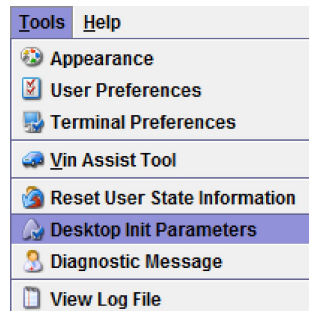 Tools Help
Appearance
User Preferences
Terminal Preferences
Vin Assist Tool
Reset User State Information
Desktop Init Parameters
Diagnostic Message
View Log File